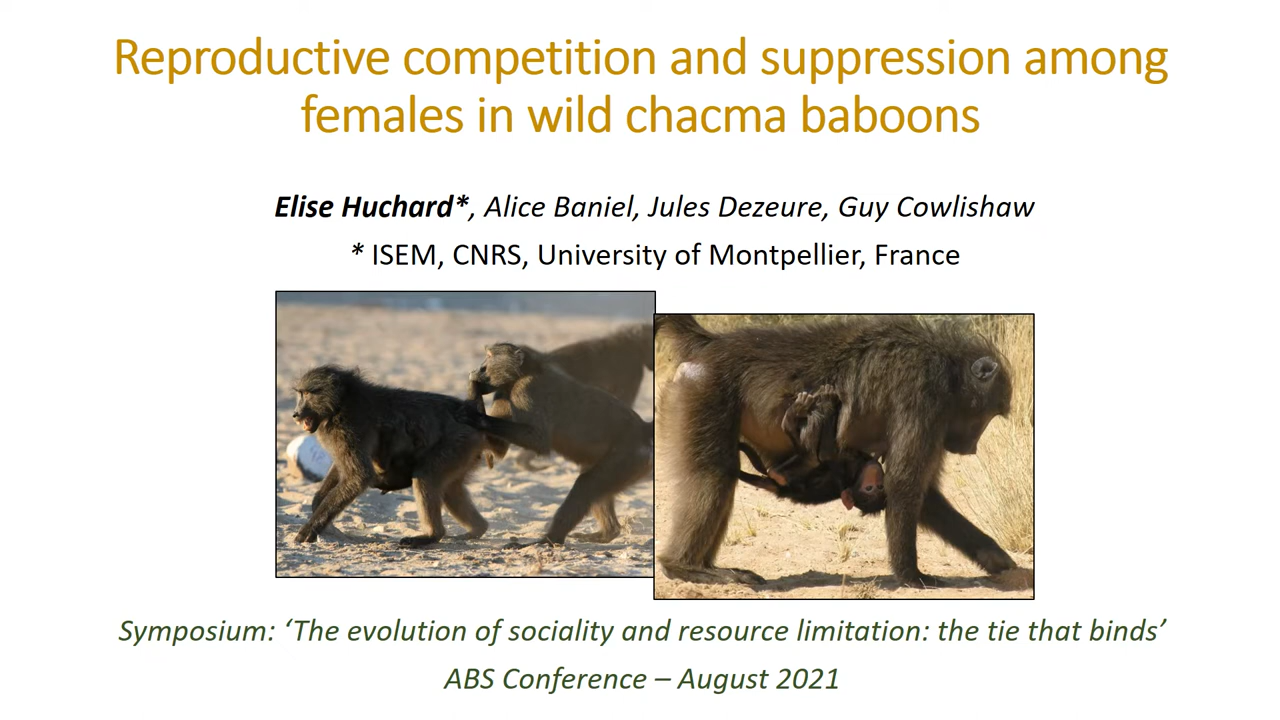 Reproductive competition and suppression among
females in wild chacma baboons
Elise Huchard*, Alice Baniel, Jules Dezeure, Guy Cowlishaw
* ISEM, CNRS, University of Montpellier, France
Symposium: ‘The evolution of sociality and resource limitation: the tie that binds’
ABS Conference – August 2021